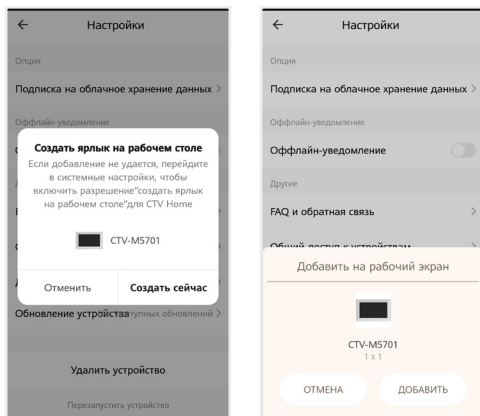 Настройки
Опция
Подписка на облачное хранение данных
Оффлайн-уведомление
Создать ярлык на рабочем столе
Если добавление не удается, перейдите
в системные настройки, чтобы
включить разрешение"создать ярлык
на рабочем столе"для CTV Home
CTV-M5701
Отменить
Создать сейчас
Обновление устройства
доступных обновлений
Удалить устройство
Перезапустить устройство
Настройки
Опция
Подписка на облачное хранение данных
Оффлайн-уведомление
Оффлайн-уведомление
Другие
FAQ и обратная связь
Общий доступ к устройствам
Добавить на рабочий экран
CTV-M5701
1 x 1
ОТМЕНА
ДОБАВИТЬ